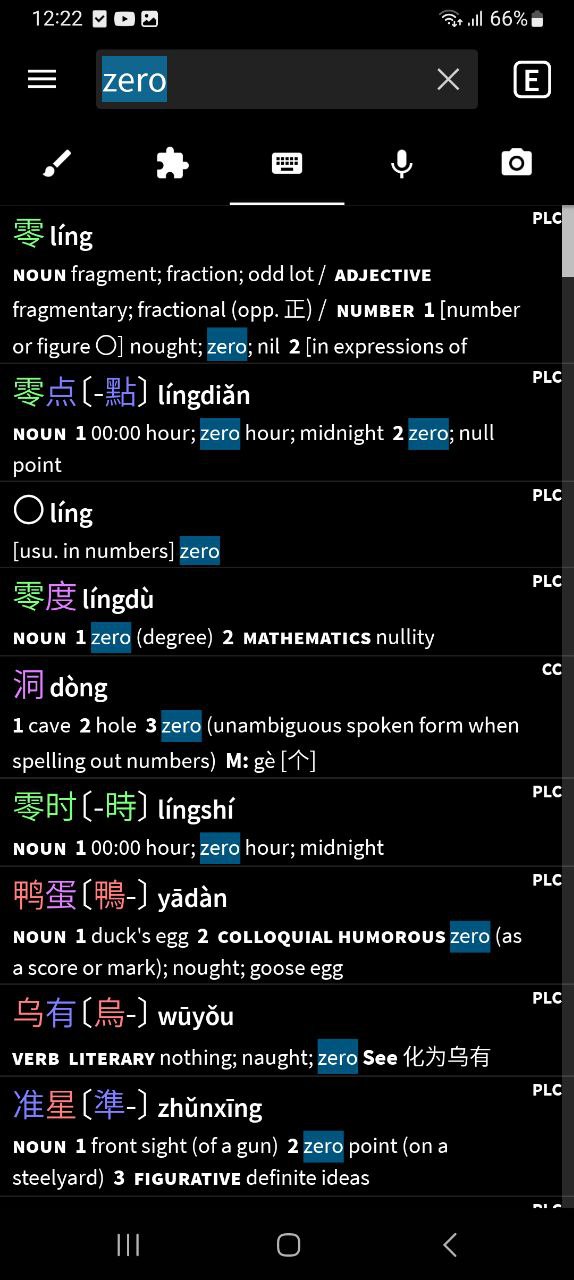 12:22 66%
zero
E
零 líng PLC
NOUN fragment; fraction; odd lot / ADJECTIVE
fragmentary; fractional (opp. 正) / NUMBER 1 [number
or figure 〇] nought; zero; nil 2 [in expressions of
零点〔-點〕 língdiǎn PLC
NOUN 1 00:00 hour; zero hour; midnight 2 zero; null
point
〇 líng PLC
[usu. in numbers] zero
零度 língdù PLC
NOUN 1 zero (degree) 2 MATHEMATICS nullity
洞 dòng CC
1 cave 2 hole 3 zero (unambiguous spoken form when
spelling out numbers) M: gè [个]
零时〔-時〕 língshí PLC
NOUN 1 00:00 hour; zero hour; midnight
鸭蛋〔鴨-〕 yādàn PLC
NOUN 1 duck's egg 2 COLLOQUIAL HUMOROUS zero (as
a score or mark); nought; goose egg
乌有〔烏-〕 wūyǒu PLC
VERB LITERARY nothing; naught; zero See 化为乌有
准星〔準-〕 zhǔnxīng PLC
NOUN 1 front sight (of a gun) 2 zero point (on a
steelyard) 3 FIGURATIVE definite ideas